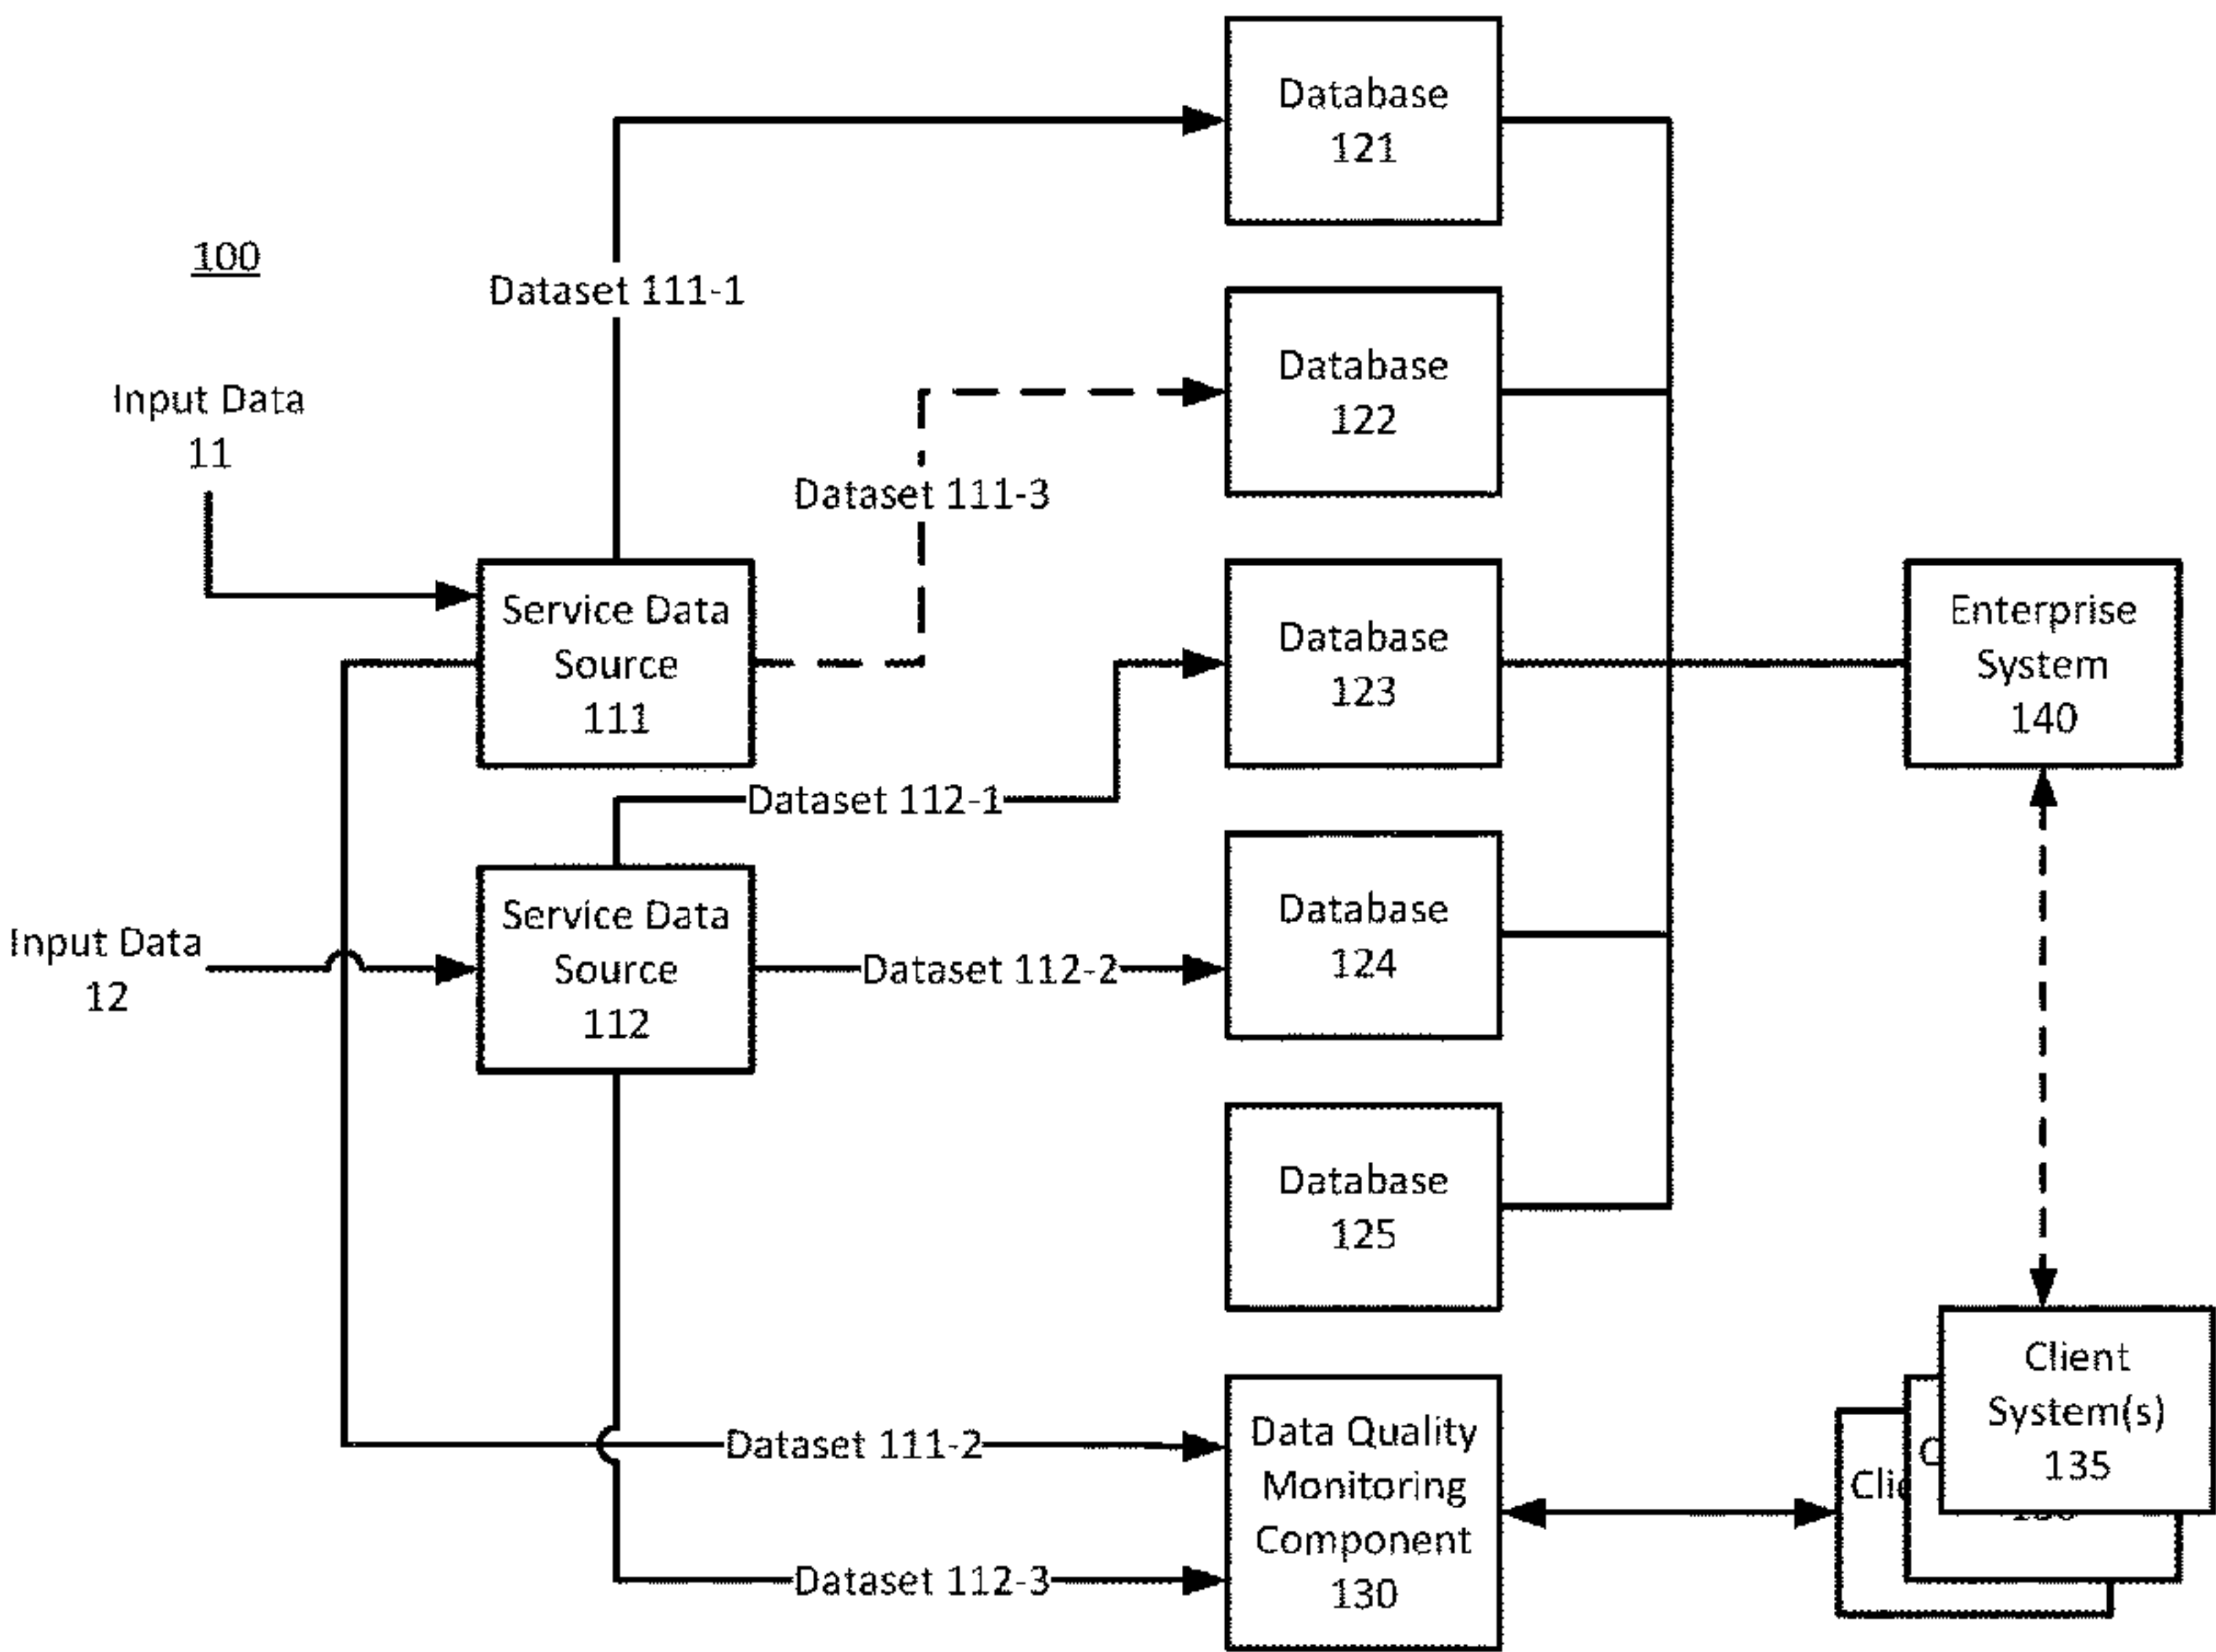 Database
121
100
Dataset 111-1
Database
122
Input Data
11
Dataset 111-3
Service Data
Source
111
Database
123
Enterprise
System
140
Dataset 112-1
Service Data
Source
112
Input Data
12
Dataset 112-2
Database
124
Database
125
Client
System(s)
135
Dataset 111-2
Data Quality
Monitoring
Component
130
Dataset 112-3